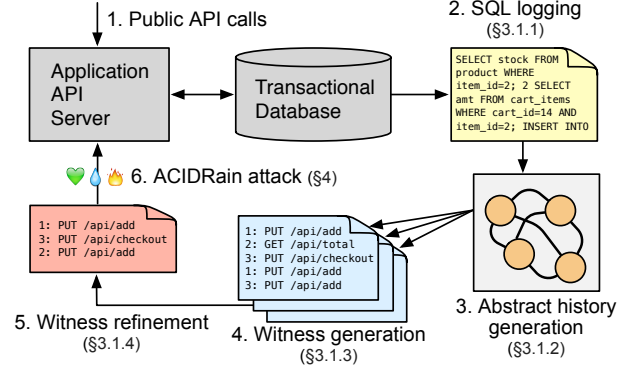 1. Public API calls
2. SQL logging
(§3.1.1)
Application
API
Server
Transactional
Database
SELECT stock FROM
product WHERE
item_id=2; 2 SELECT
amt FROM cart_items
WHERE cart_id=14 AND
item_id=2; INSERT INTO
💚💧🔥 6. ACIDRain attack (§4)
1: PUT /api/add
3: PUT /api/checkout
2: PUT /api/add
1: PUT /api/add
2: GET /api/total
3: PUT /api/checkout
1: PUT /api/add
3: PUT /api/add
3. Abstract history
generation
(§3.1.2)
5. Witness refinement
(§3.1.4)
4. Witness generation
(§3.1.3)